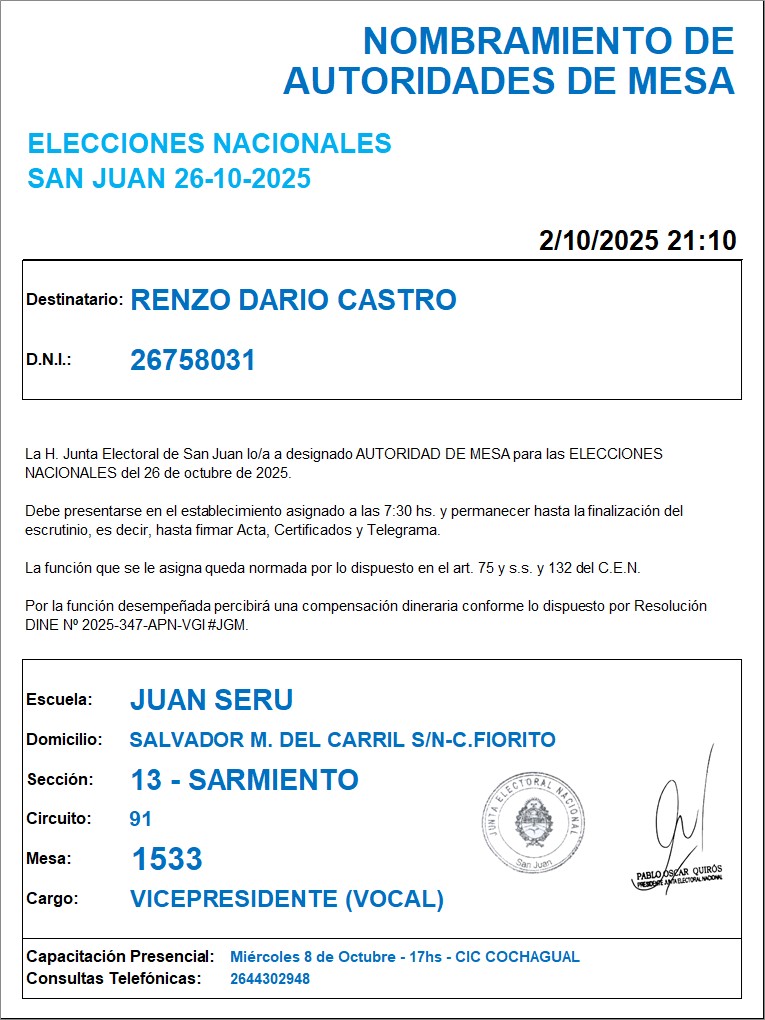 NOMBRAMIENTO DE
AUTORIDADES DE MESA
ELECCIONES NACIONALES
SAN JUAN 26-10-2025
2/10/2025 21:10
Destinatario: RENZO DARIO CASTRO
D.N.I.: 26758031
La H. Junta Electoral de San Juan lo/a a designado AUTORIDAD DE MESA para las ELECCIONES
NACIONALES del 26 de octubre de 2025.
Debe presentarse en el establecimiento asignado a las 7:30 hs. y permanecer hasta la finalización del
escrutinio, es decir, hasta firmar Acta, Certificados y Telegrama.
La función que se le asigna queda normada por lo dispuesto en el art. 75 y s.s. y 132 del C.E.N.
Por la función desempeñada percibirá una compensación dineraria conforme lo dispuesto por Resolución
DINE Nº 2025-347-APN-VGI#JGM.
Escuela: JUAN SERU
Domicilio: SALVADOR M. DEL CARRIL S/N-C.FIORITO
Sección: 13 - SARMIENTO
Circuito: 91
Mesa: 1533
Cargo: VICEPRESIDENTE (VOCAL)
JUNTA ELECTORAL NACIONAL
San Juan
PABLO OSCAR QUIRÓS
PRESIDENTE JUNTA ELECTORAL NACIONAL
Capacitación Presencial: Miércoles 8 de Octubre - 17hs - CIC COCHAGUAL
Consultas Telefónicas: 2644302948